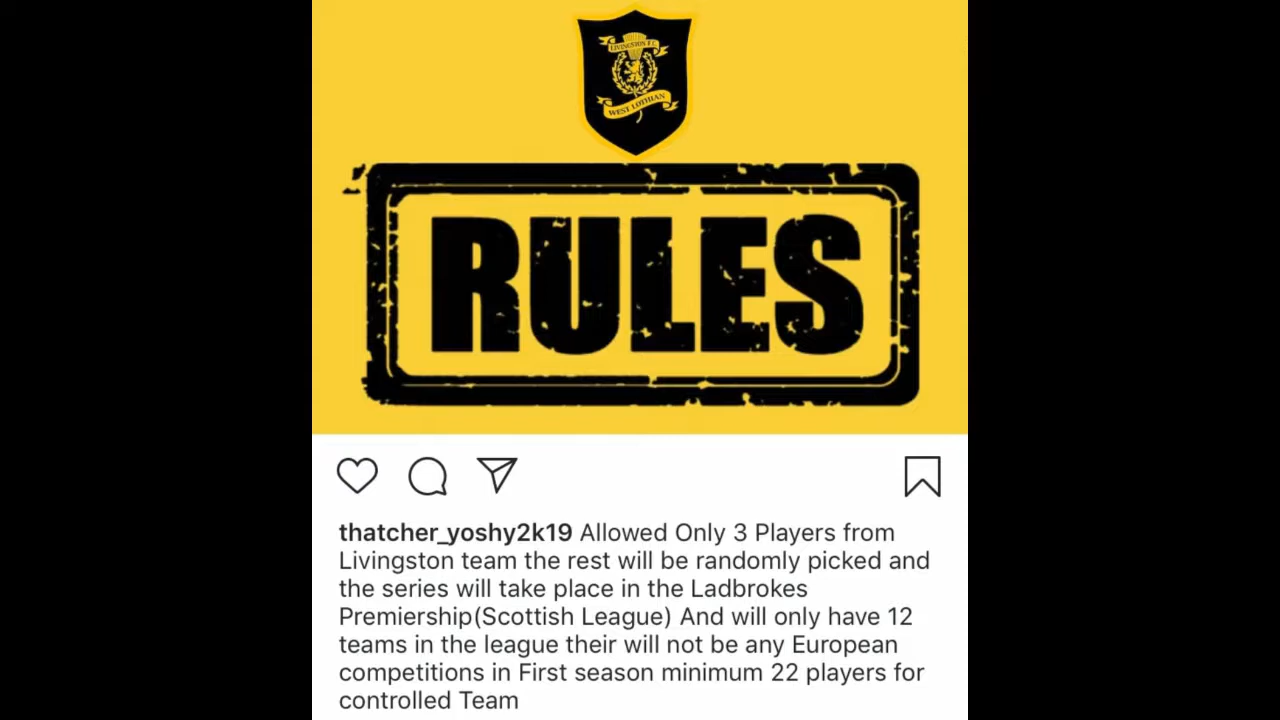 LIVINGSTON F.C.
WEST LOTHIAN
RULES
thatcher_yoshy2k19 Allowed Only 3 Players from
Livingston team the rest will be randomly picked and
the series will take place in the Ladbrokes
Premiership(Scottish League) And will only have 12
teams in the league their will not be any European
competitions in First season minimum 22 players for
controlled Team